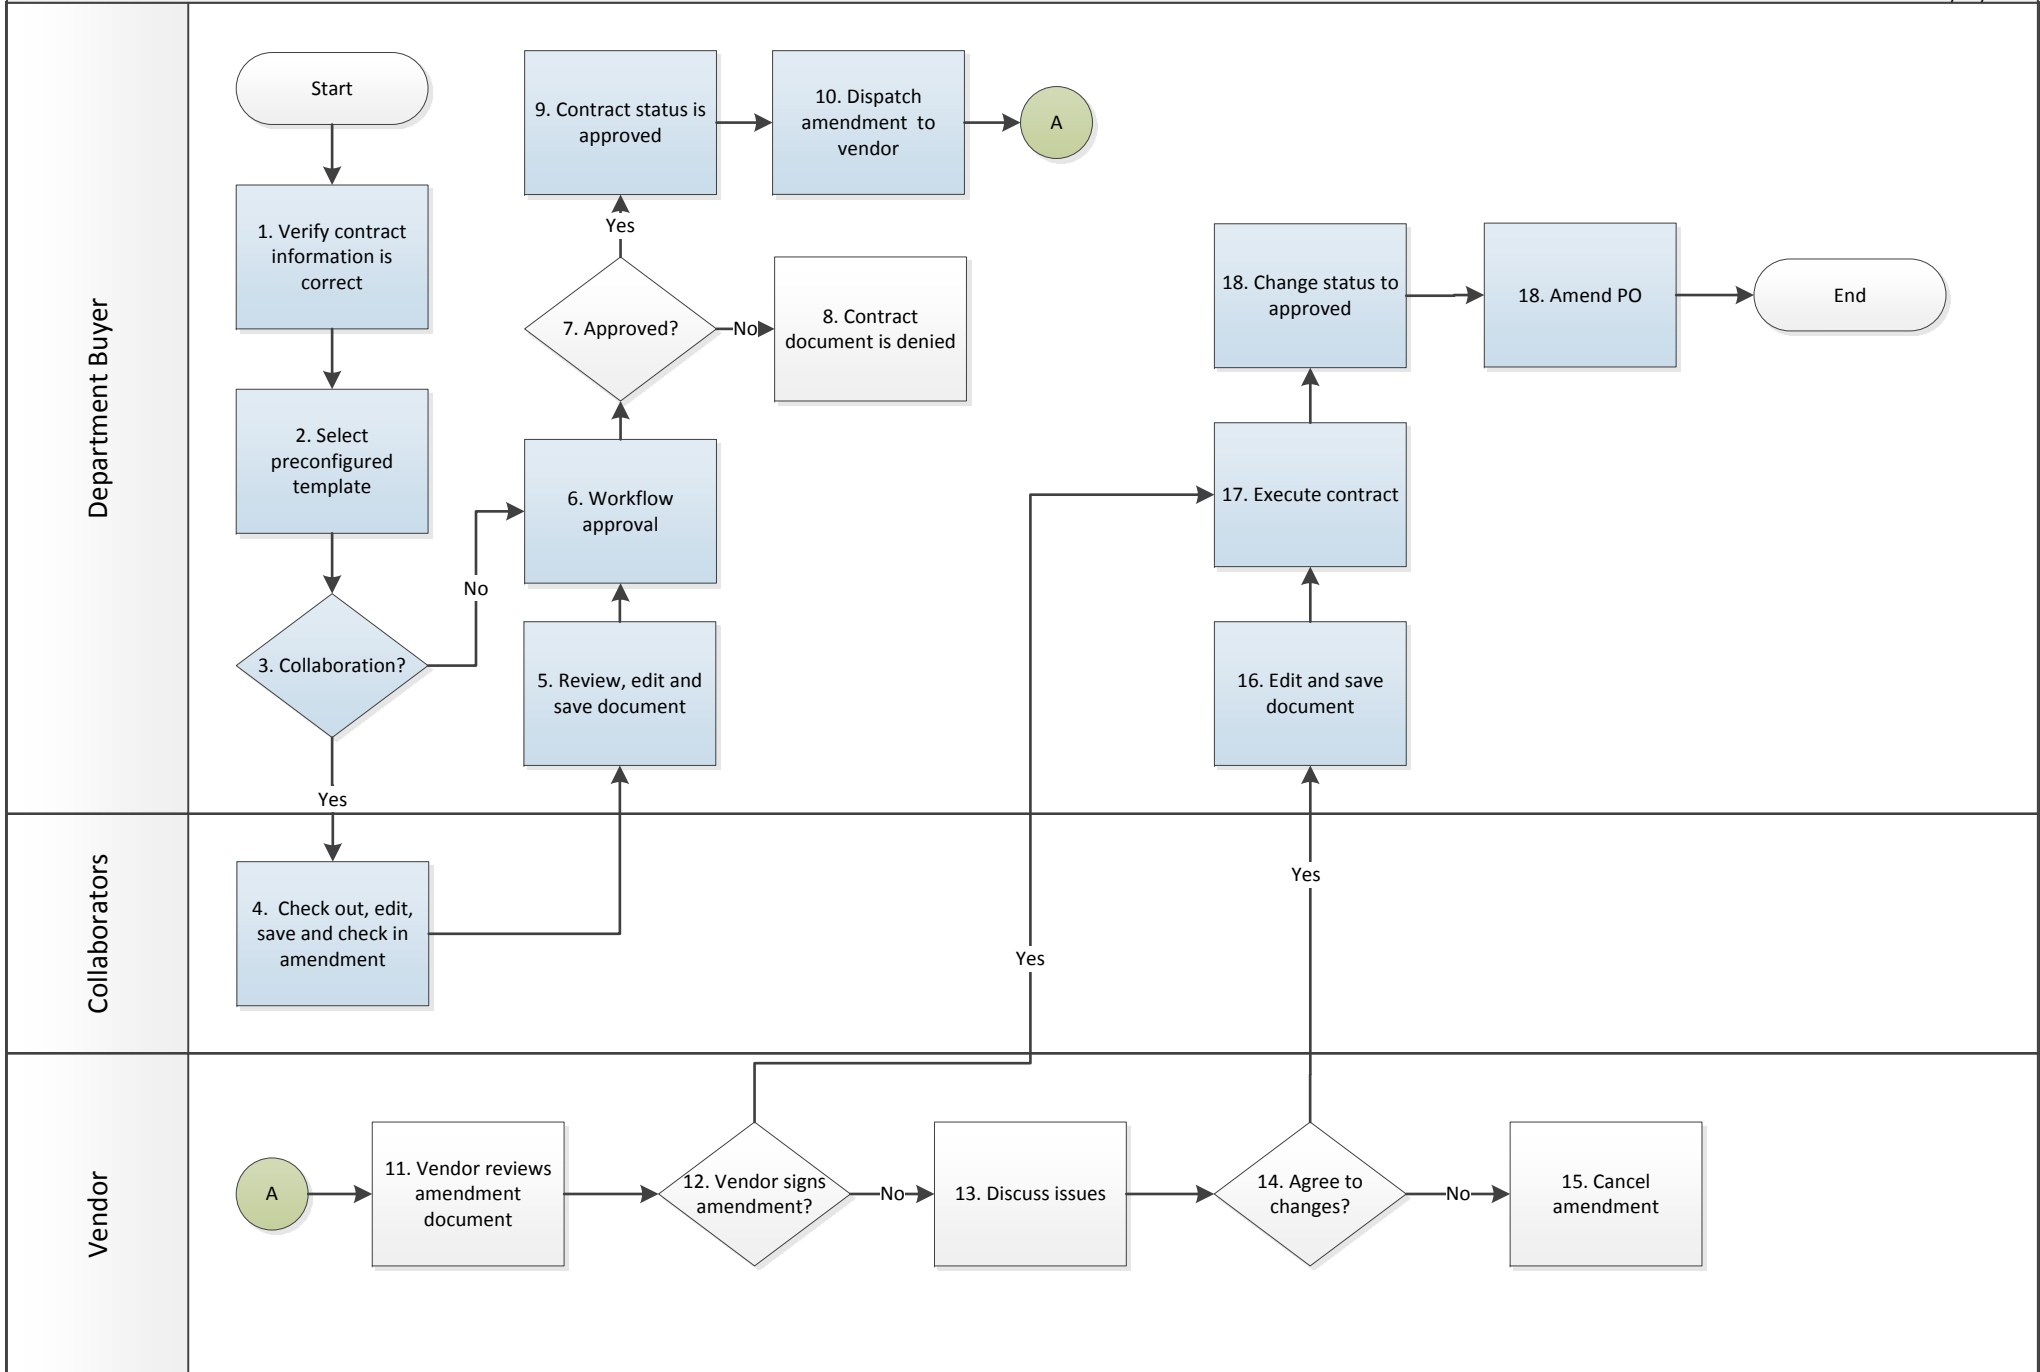 Department Buyer
Start
1. Verify contract
information is
correct
2. Select
preconfigured
template
3. Collaboration?
No
Yes
9. Contract status is
approved
10. Dispatch
amendment  to
vendor
A
Yes
7. Approved?
No
8. Contract
document is denied
6. Workflow
approval
5. Review, edit and
save document
18. Change status to
approved
18. Amend PO
End
17. Execute contract
16. Edit and save
document
Collaborators
4.  Check out, edit,
save and check in
amendment
Yes
Yes
Vendor
A
11. Vendor reviews
amendment
document
12. Vendor signs
amendment?
No
13. Discuss issues
14. Agree to
changes?
No
15. Cancel
amendment